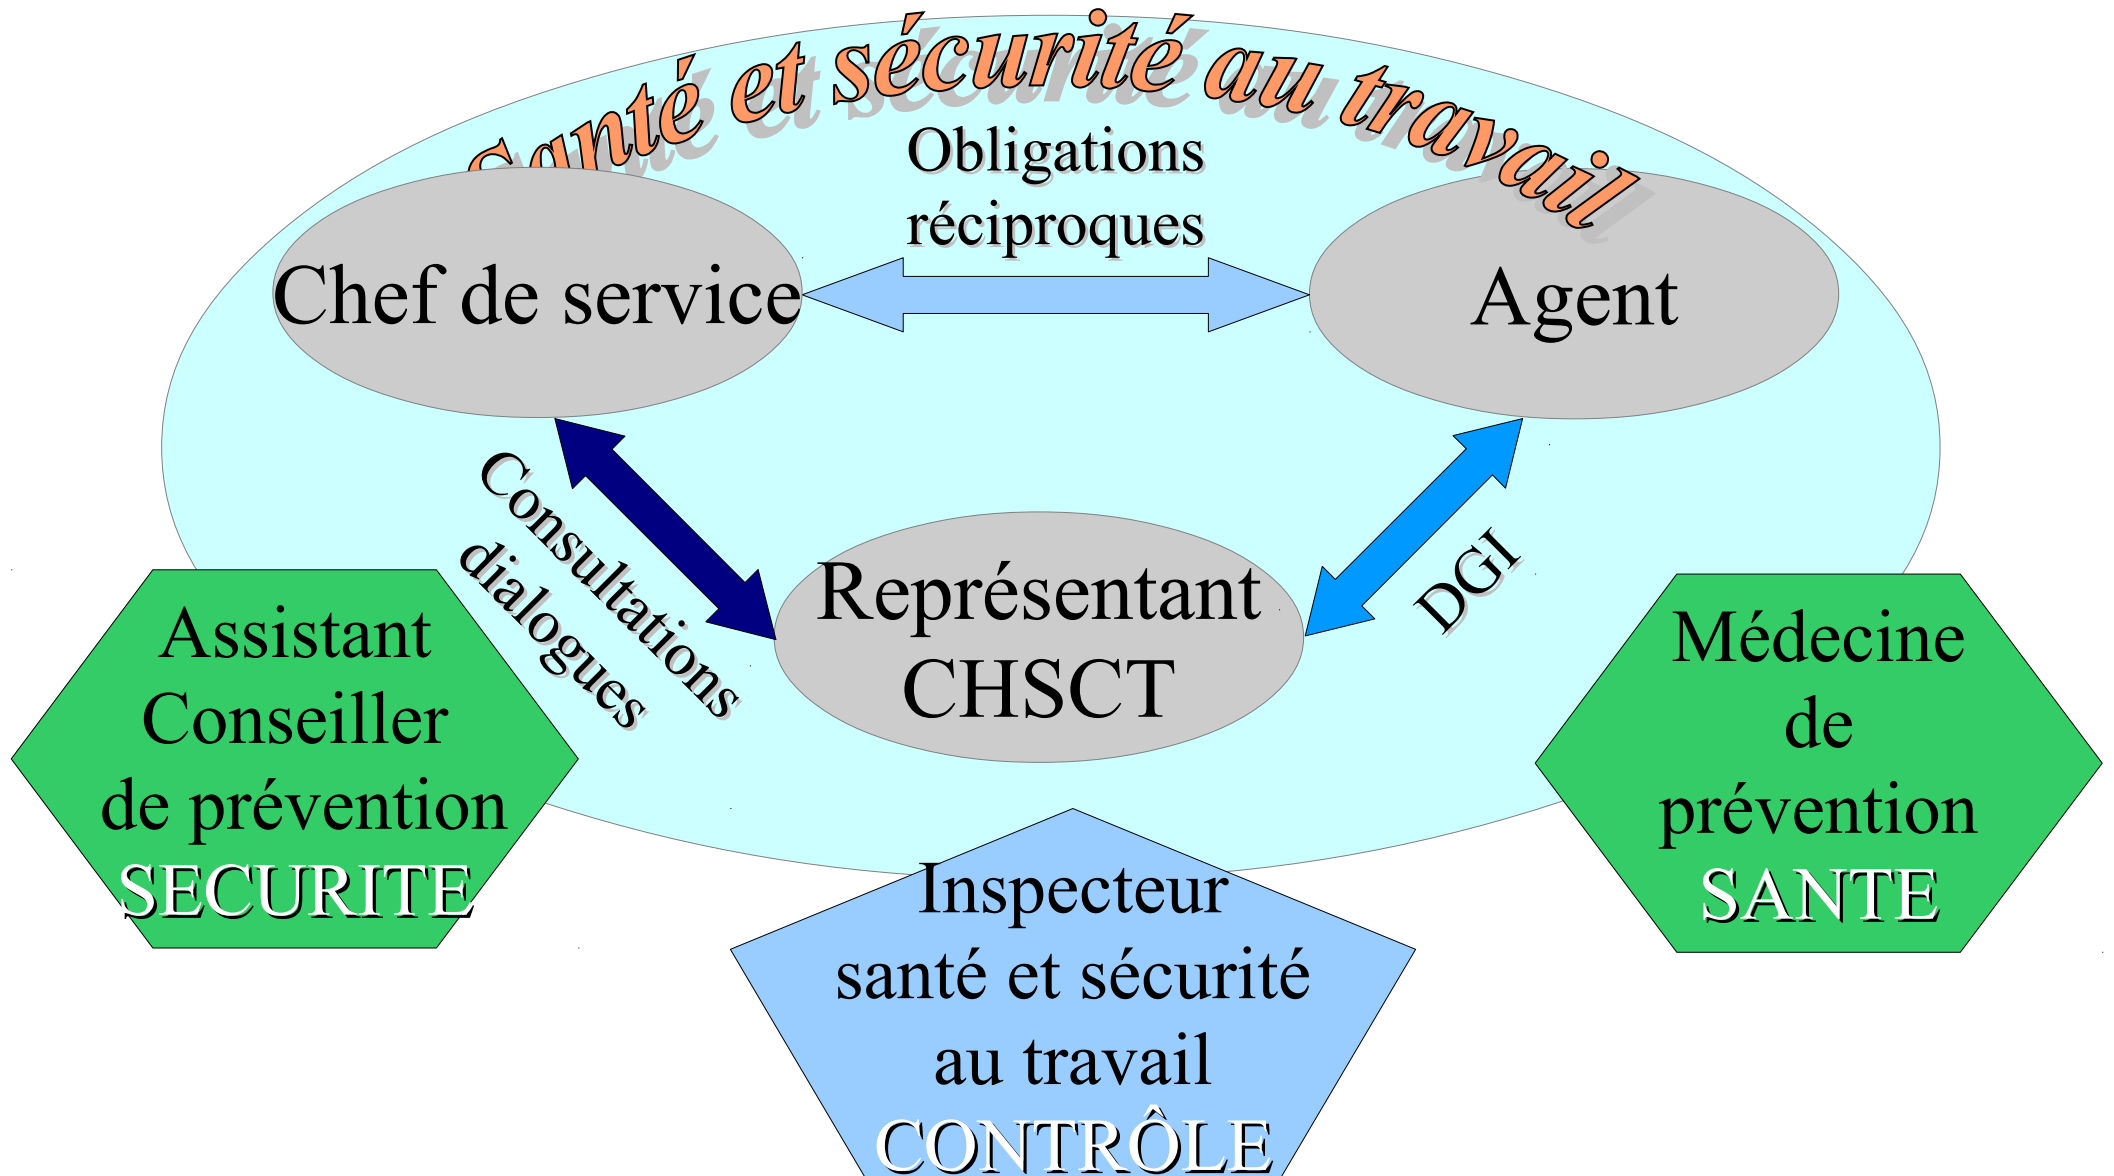 Santé et sécurité au travail
Obligations
réciproques
Chef de service
Agent
Consultations
dialogues
DGI
Représentant
CHSCT
Assistant
Conseiller
de prévention
SECURITE
Médecine
de
prévention
SANTE
Inspecteur
santé et sécurité
au travail
CONTRÔLE